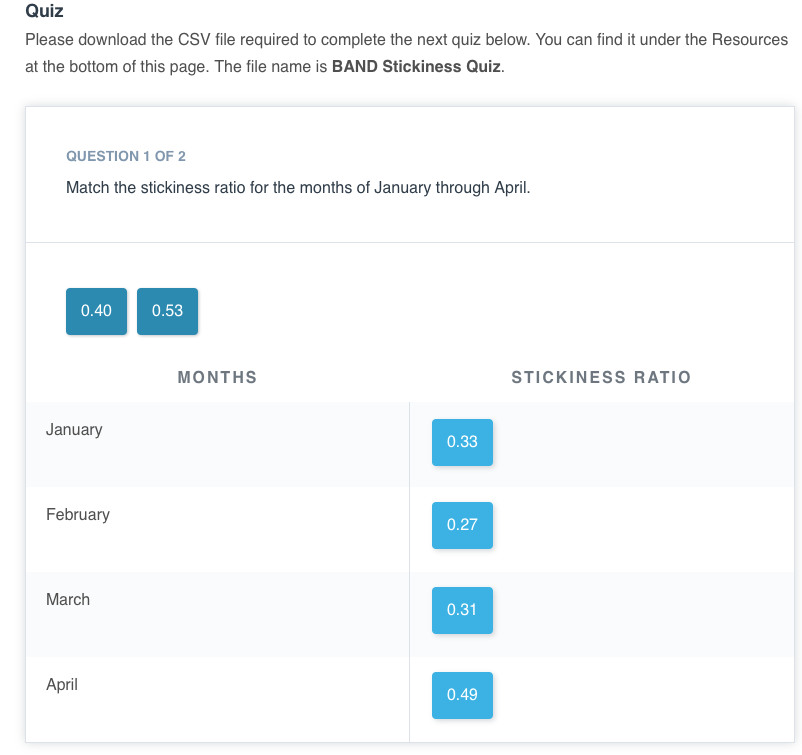 Quiz
Please download the CSV file required to complete the next quiz below. You can find it under the Resources
at the bottom of this page. The file name is BAND Stickiness Quiz.
QUESTION 1 OF 2
Match the stickiness ratio for the months of January through April.
0.40 0.53
MONTHS STICKINESS RATIO
January 0.33
February 0.27
March 0.31
April 0.49